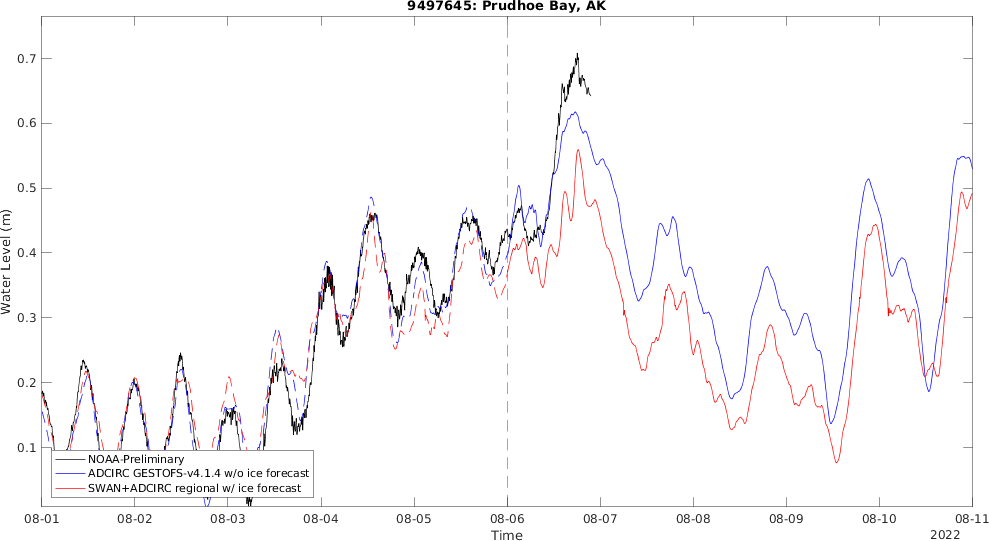 9497645: Prudhoe Bay, AK
0.7
0.6
0.5
0.4
0.3
0.2
0.1
Water Level (m)
NOAA-Preliminary
ADCIRC GESTOFS-v4.1.4 w/o ice forecast
SWAN+ADCIRC regional w/ ice forecast
08-01 08-02 08-03 08-04 08-05 08-06 08-07 08-08 08-09 08-10 08-11
Time
2022